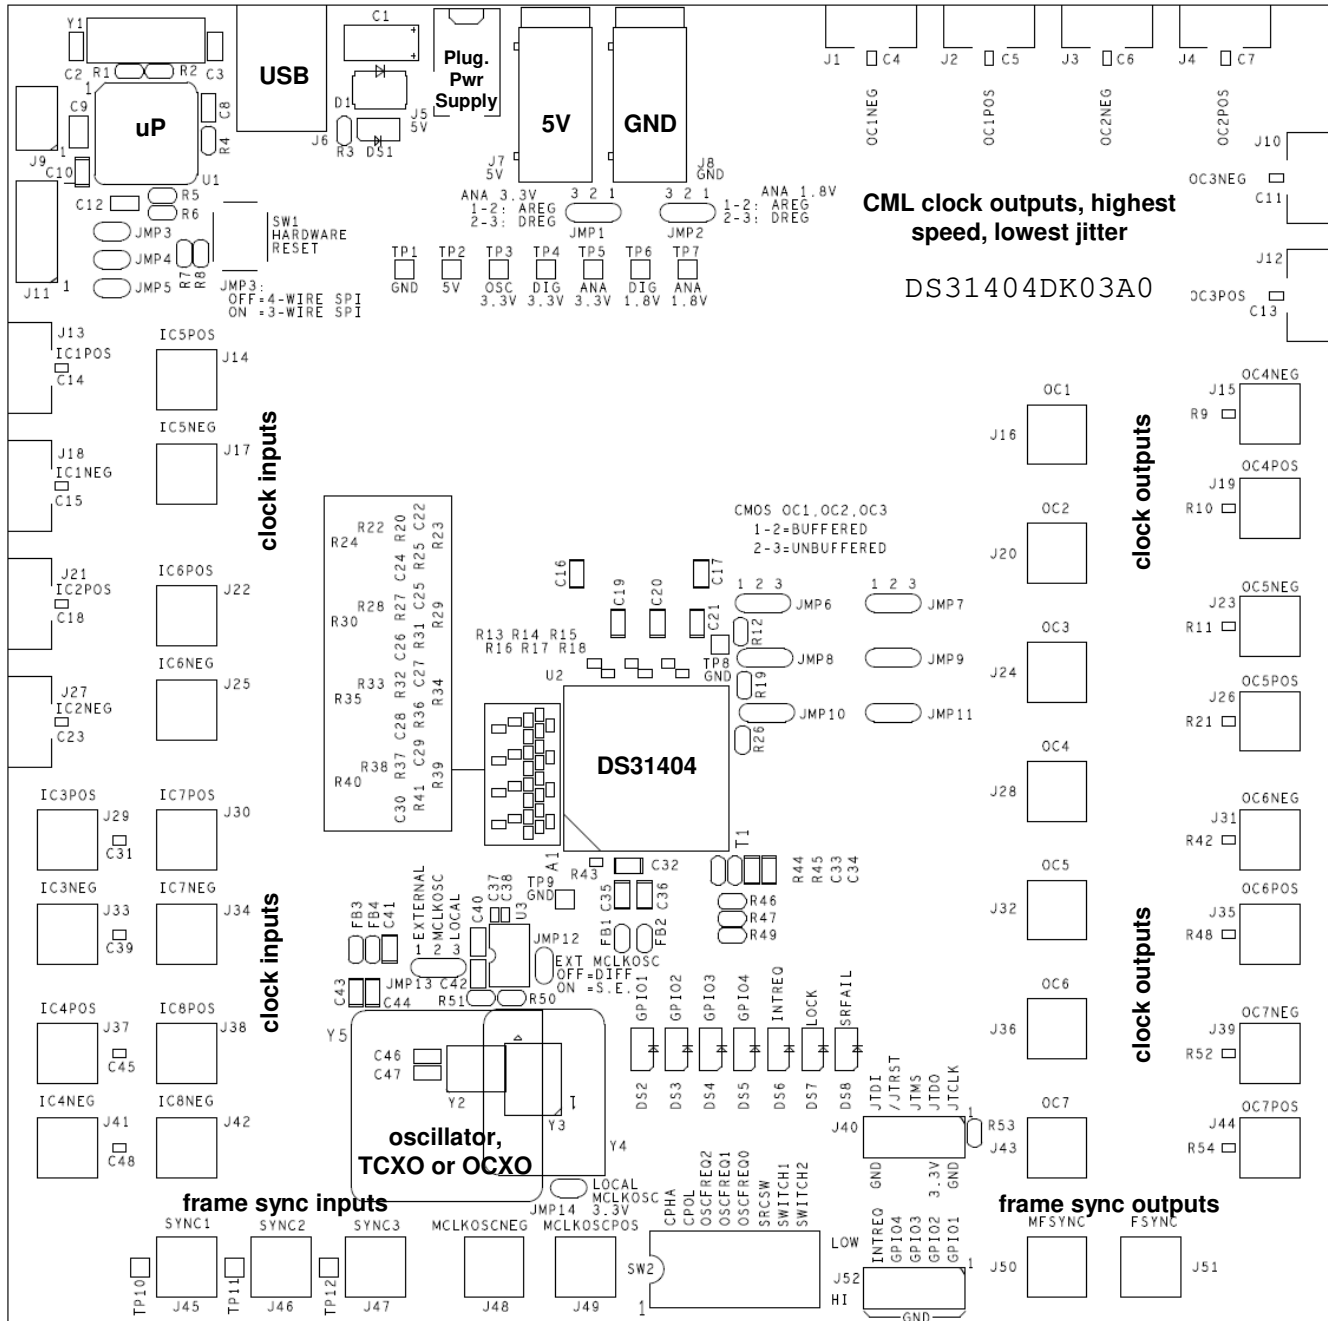 Y1
C1
C2
R1
R2
C3
USB
Plug.
Pwr
Supply
J1
C4
J2
C5
J3
C6
J4
C7
1
C9
uP
C8
R4
D1
J5
5V
J6
R3
DS1
5V
GND
OC1NEG
OC1POS
OC2NEG
OC2POS
J10
J9
1
C10
U1
J7
5V
J8
GND
OC3NEG
C11
R5
R6
C12
ANA 3.3V
1-2: AREG
2-3: DREG
3 2 1
JMP1
3 2 1
JMP2
ANA 1.8V
1-2: AREG
2-3: DREG
CML clock outputs, highest
speed, lowest jitter
SW1
HARDWARE
RESET
JMP3
JMP4
JMP5
R7
R8
J11
1
JMP3:
OFF=4-WIRE SPI
ON =3-WIRE SPI
TP1
GND
TP2
5V
TP3
OSC
3.3V
TP4
DIG
3.3V
TP5
ANA
3.3V
TP6
DIG
1.8V
TP7
ANA
1.8V
DS31404DK03A0
J12
OC3POS
C13
J13
IC1POS
C14
IC5POS
J14
IC5NEG
J17
J18
IC1NEG
C15
clock inputs
OC1
J16
clock outputs
OC4NEG
J15
R9
OC4POS
J19
R10
R24
R22
R20
C22
C24
R25
R23
R30
R28
R27
C25
C26
R31
R29
R35
R33
R32
C27
R34
C28
R36
R40
R38
R37
C29
R39
C30
R41
CMOS OC1,OC2,OC3
1-2=BUFFERED
2-3=UNBUFFERED
OC2
J20
J21
IC2POS
C18
IC6POS
J22
IC6NEG
J25
J27
IC2NEG
C23
C16
C19
C20
C17
C21
1 2 3
JMP6
1 2 3
JMP7
R12
R13 R14 R15
R16 R17 R18
TP8
GND
JMP8
JMP9
U2
R19
JMP10
JMP11
R26
OC3
J24
OC5NEG
J23
R11
OC5POS
J26
R21
DS31404
OC4
J28
IC3POS
J29
C31
IC7POS
J30
IC3NEG
J33
C39
IC7NEG
J34
clock inputs
OC6NEG
J31
R42
A1
R43
C32
T1
R44
R45
C33
C34
OC5
J32
OC6POS
J35
R48
clock outputs
FB3
FB4
C41
EXTERNAL
MCLKOSC
LOCAL
1 2 3
C40
C37
C38
U3
TP9
GND
C35
C36
R46
R47
R49
FB1
FB2
JMP12
EXT MCLKOSC
OFF=DIFF.
ON =S.E.
C43
C44
JMP13
C42
R51
R50
IC4POS
J37
C45
IC8POS
J38
IC4NEG
J41
C48
IC8NEG
J42
Y5
C46
C47
Y2
1
Y3
Y4
oscillator,
TCXO or OCXO
GPIO1
GPIO2
GPIO3
GPIO4
INTREQ
LOCK
SRFAIL
DS2
DS3
DS4
DS5
DS6
DS7
DS8
OC6
J36
OC7NEG
J39
R52
JTDI
/JTRST
JTMS
JTDO
JTCLK
J40
1
R53
GND
3.3V
GND
OC7
J43
OC7POS
J44
R54
frame sync inputs
LOCAL
MCLKOSC
3.3V
JMP14
SYNC1
SYNC2
SYNC3
MCLKOSCNEG
MCLKOSCPOS
TP10
J45
TP11
J46
TP12
J47
J48
J49
CPHA
CPOL
OSCFREQ2
OSCFREQ1
OSCFREQ0
SRCSW
SWITCH1
SWITCH2
SW2
1
LOW
HI
INTREQ
GPIO4
GPIO3
GPIO2
GPIO1
J52
1
GND
frame sync outputs
MFSYNC
J50
FSYNC
J51